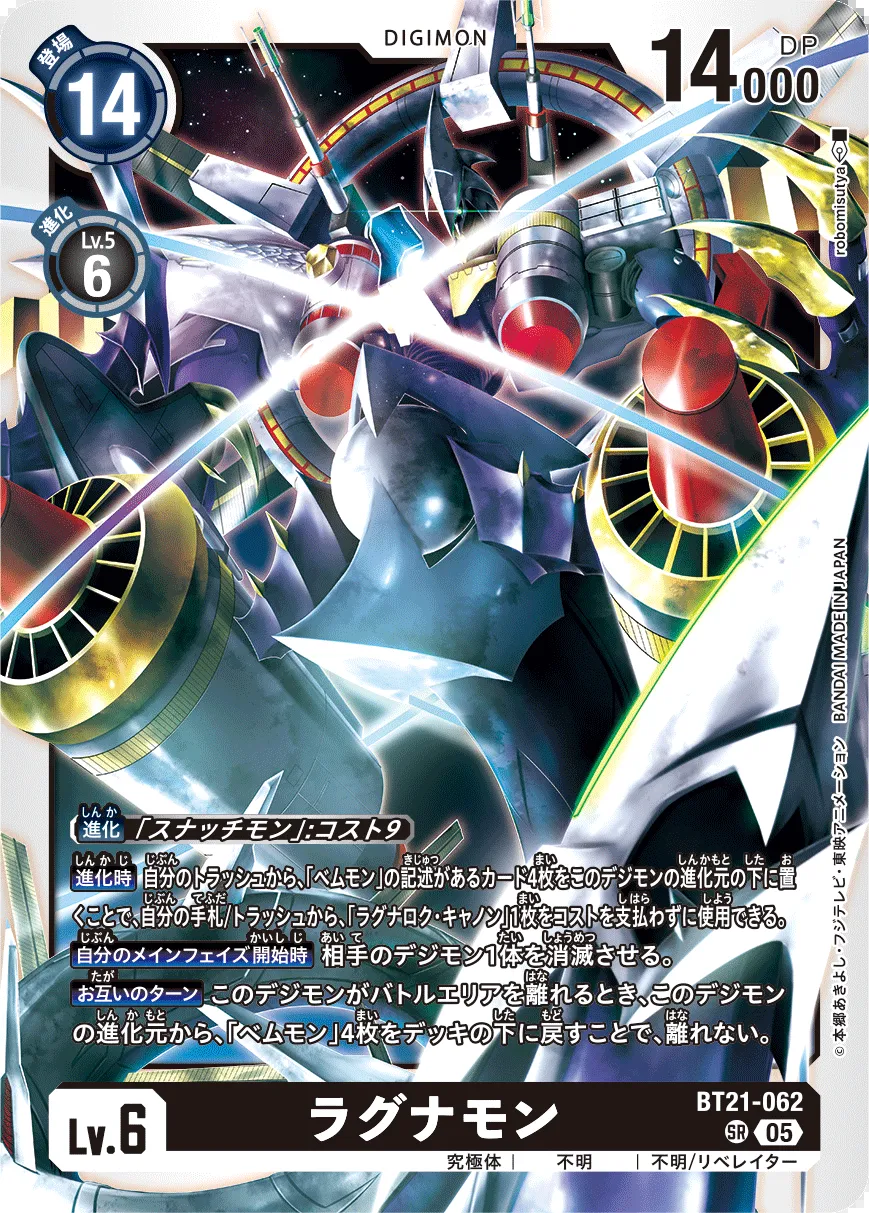 DIGIMON
登場
14
14000
DP
進化
Lv.5
6
robomisutya
進化 「スナッチモン」:コスト9
進化時 自分のトラッシュから、「ベムモン」の記述があるカード4枚をこのデジモンの進化元の下に置
くことで、自分の手札/トラッシュから、「ラグナロク・キャノン」1枚をコストを支払わずに使用できる。
自分のメインフェイズ開始時 相手のデジモン1体を消滅させる。
お互いのターン このデジモンがバトルエリアを離れるとき、このデジモン
の進化元から、「ベムモン」4枚をデッキの下に戻すことで、離れない。
©本郷あきよし・フジテレビ・東映アニメーション BANDAI MADE IN JAPAN
Lv.6
ラグナモン
BT21-062
SR 05
究極体 | 不明 | 不明/リベレイター